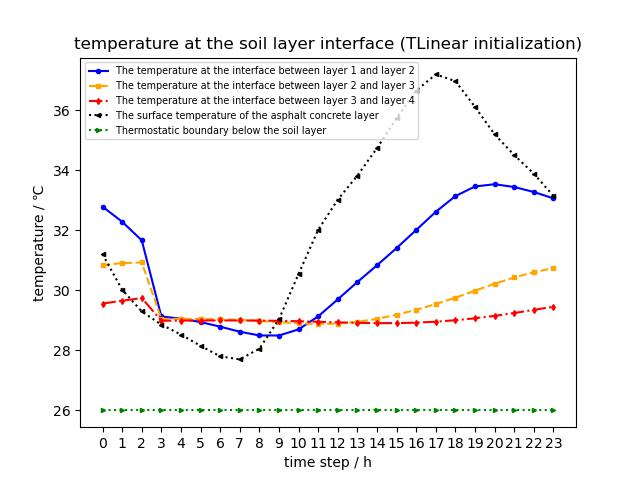 temperature at the soil layer interface (TLinear initialization)
The temperature at the interface between layer 1 and layer 2
The temperature at the interface between layer 2 and layer 3
The temperature at the interface between layer 3 and layer 4
The surface temperature of the asphalt concrete layer
Thermostatic boundary below the soil layer
temperature / ℃
36
34
32
30
28
26
0 1 2 3 4 5 6 7 8 9 10 11 12 13 14 15 16 17 18 19 20 21 22 23
time step / h